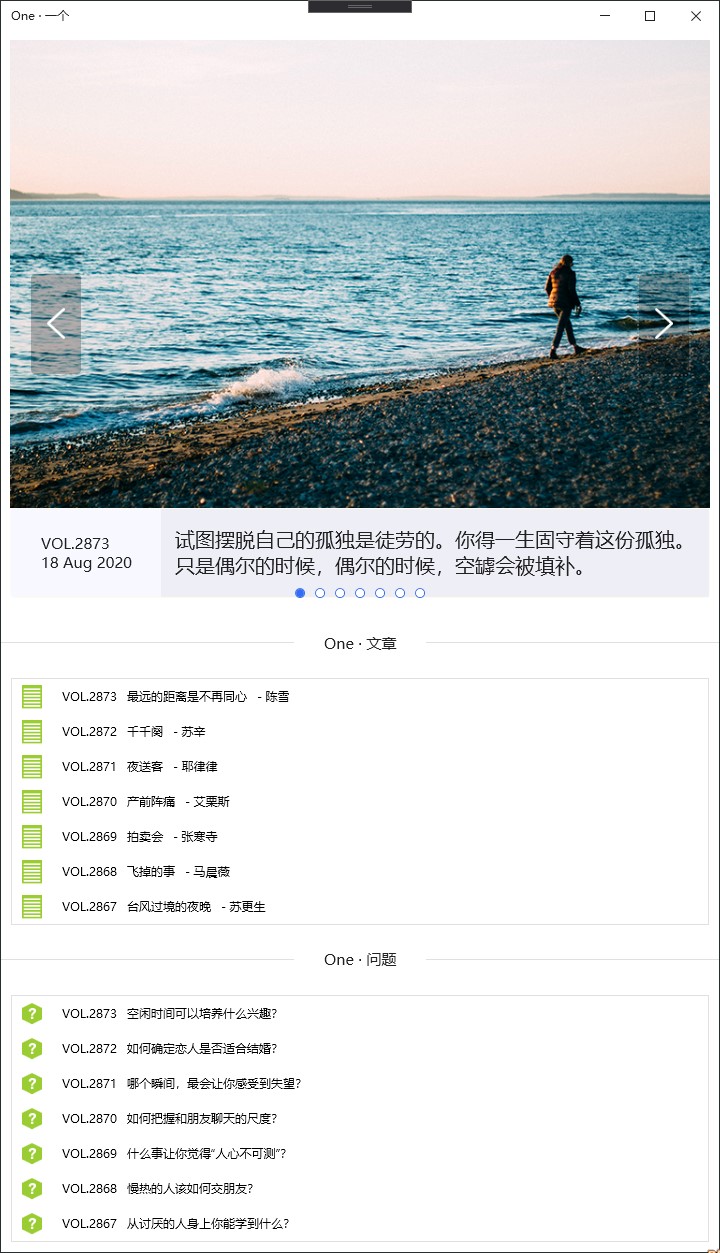 One · 一个
VOL.2873
18 Aug 2020
试图摆脱自己的孤独是徒劳的。你得一生固守着这份孤独。
只是偶尔的时候，偶尔的时候，空罅会被填补。
One · 文章
VOL.2873 最远的距离是不再同心 - 陈雪
VOL.2872 千千阕 - 苏辛
VOL.2871 夜送客 - 耶律律
VOL.2870 产前阵痛 - 艾栗斯
VOL.2869 拍卖会 - 张寒寺
VOL.2868 飞掉的事 - 马晨薇
VOL.2867 台风过境的夜晚 - 苏更生
One · 问题
VOL.2873 空闲时间可以培养什么兴趣？
VOL.2872 如何确定恋人是否适合结婚？
VOL.2871 哪个瞬间，最会让你感受到失望？
VOL.2870 如何把握和朋友聊天的尺度？
VOL.2869 什么事让你觉得“人心不可测”？
VOL.2868 慢热的人该如何交朋友？
VOL.2867 从讨厌的人身上你能学到什么？